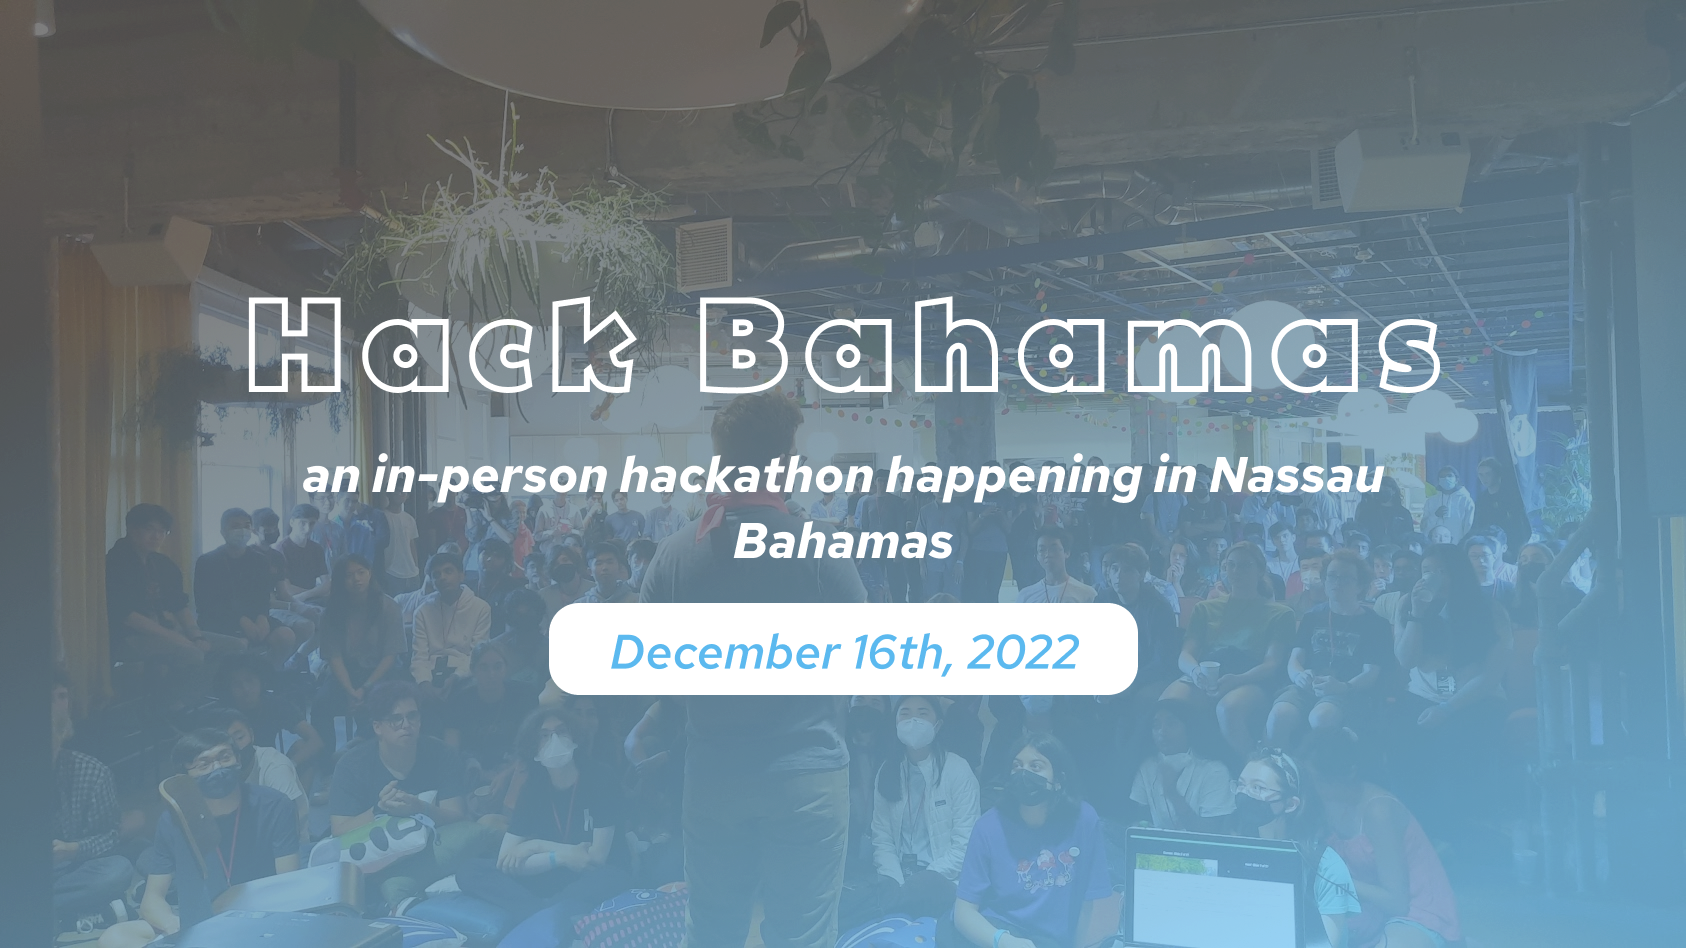 Hack Bahamas
an in-person hackathon happening in Nassau
Bahamas
December 16th, 2022